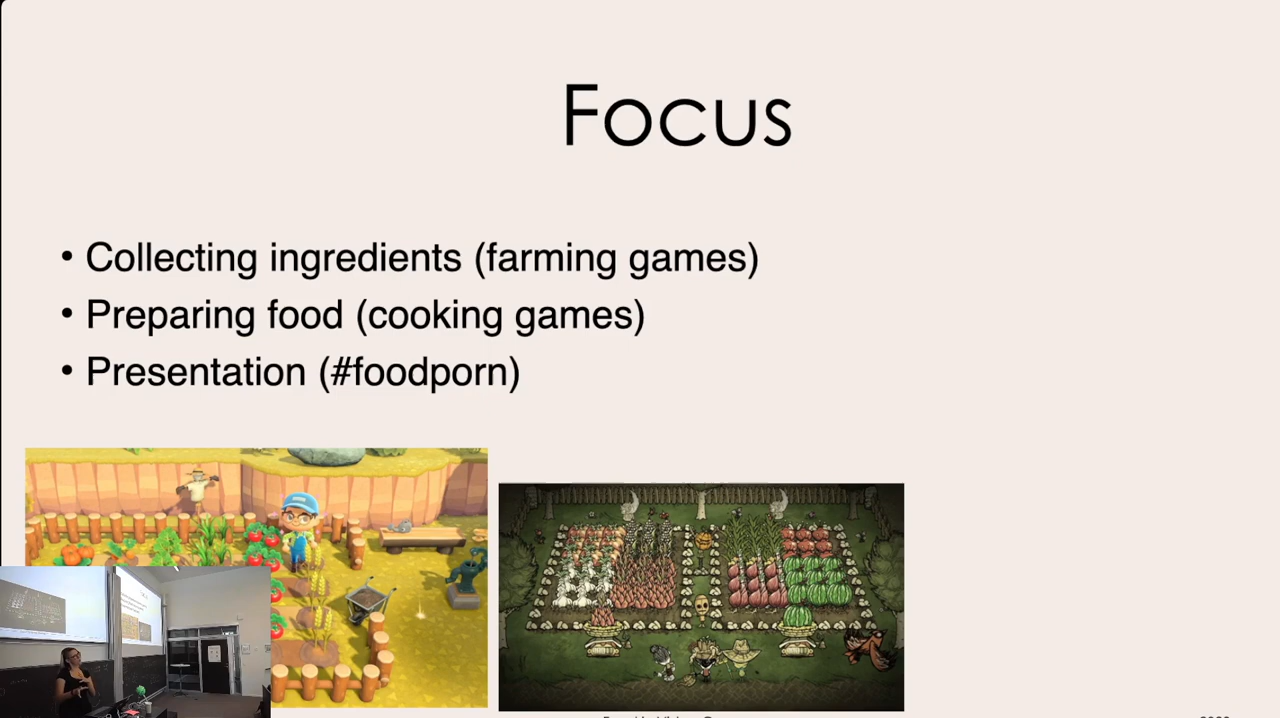 Focus
• Collecting ingredients (farming games)
• Preparing food (cooking games)
• Presentation (#foodporn)